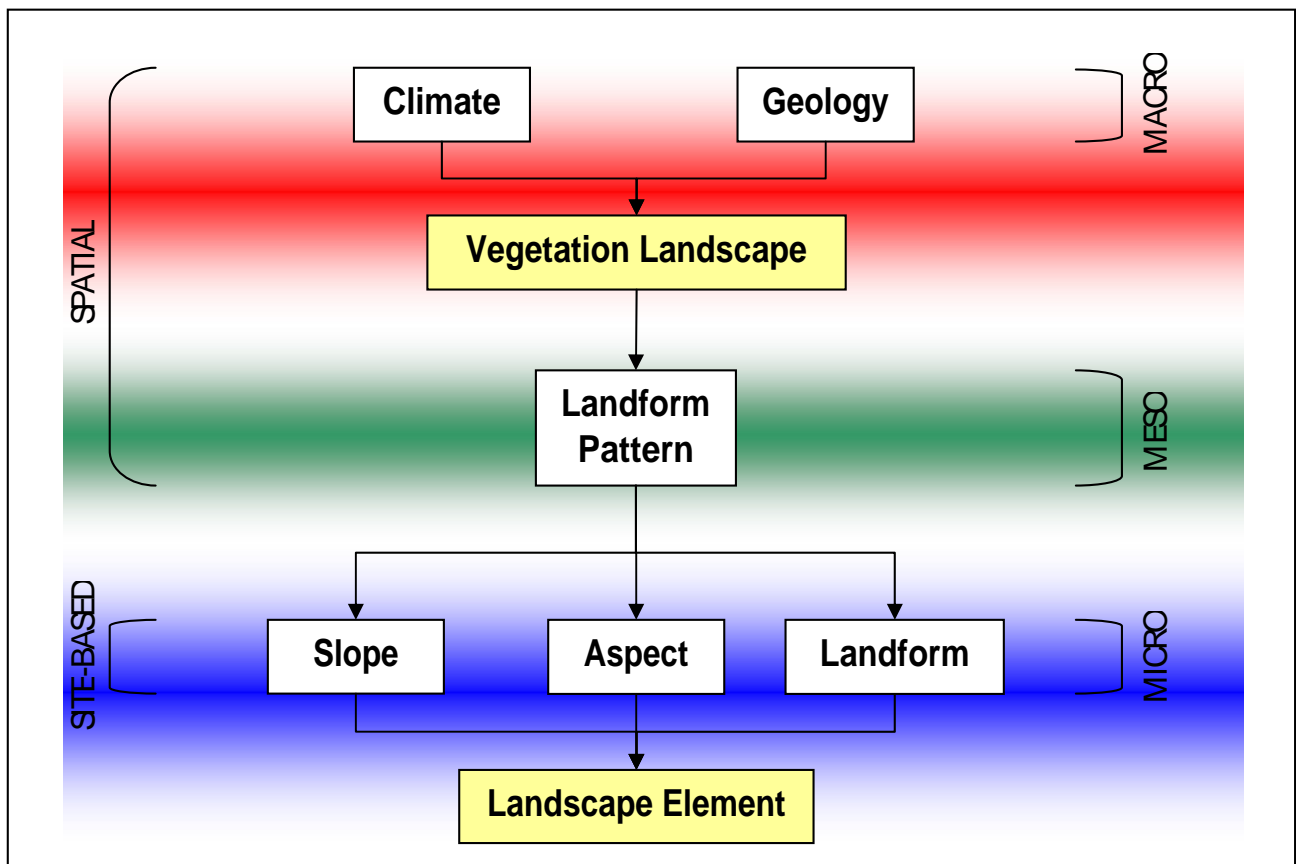 Climate
Geology
MACRO
SPATIAL
Vegetation Landscape
Landform
Pattern
MESO
SITE-BASED
Slope
Aspect
Landform
MICRO
Landscape Element